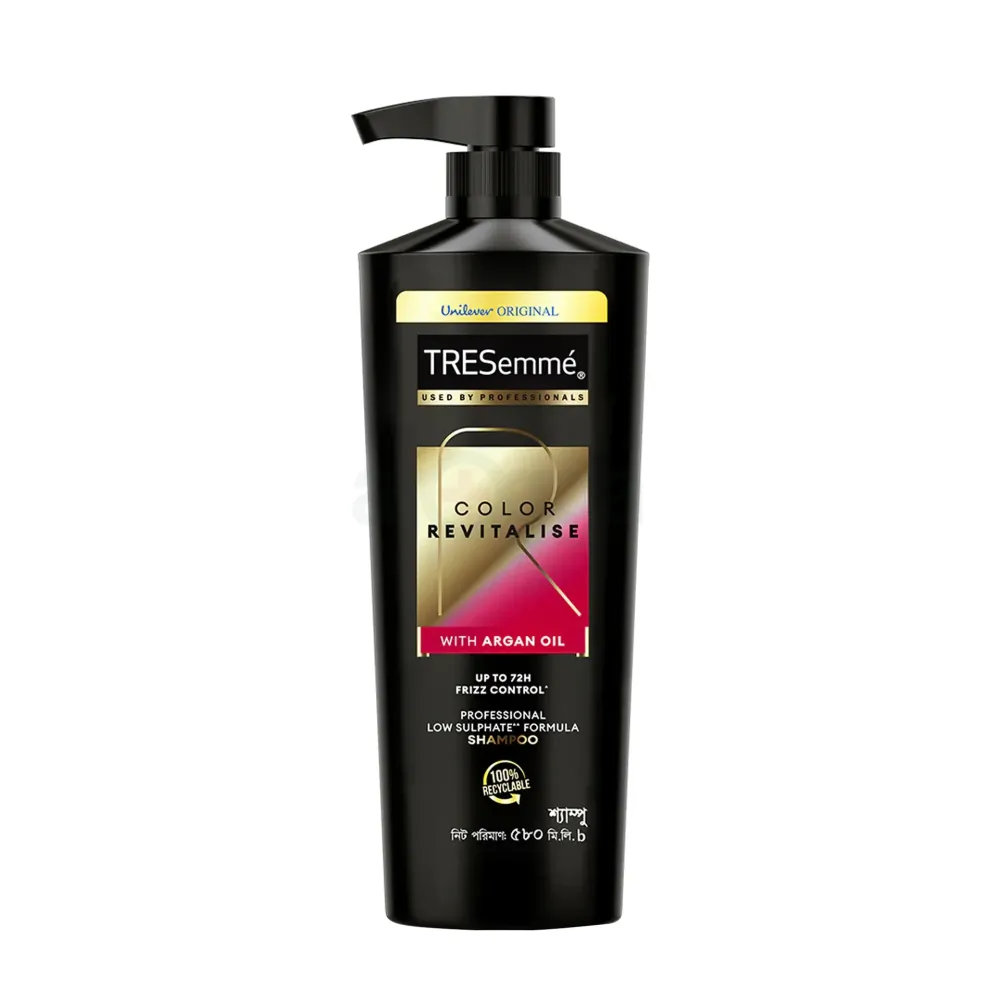 Unilever ORIGINAL
TRESemmé®
USED BY PROFESSIONALS
COLOR
REVITALISE
WITH ARGAN OIL
UP TO 72H
FRIZZ CONTROL*
PROFESSIONAL
LOW SULPHATE** FORMULA
SHAMPOO
100%
RECYCLABLE
শ্যাম্পু
নিট পরিমাণ: ৫৮০ মি.লি. b